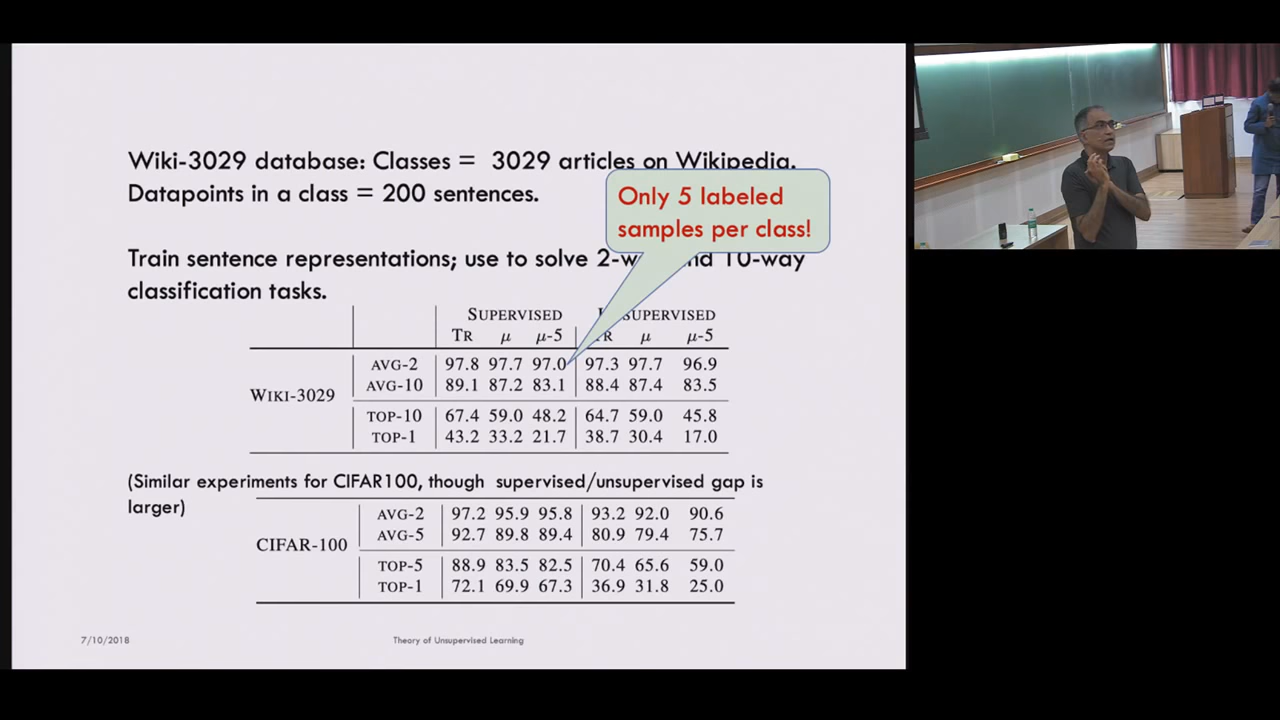 Wiki-3029 database: Classes = 3029 articles on Wikipedia.
Datapoints in a class = 200 sentences.
Only 5 labeled
samples per class!
Train sentence representations; use to solve 2-w nd 10-way
classification tasks.
SUPERVISED SUPERVISED
TR μ μ-5 R μ μ-5
AVG-2 97.8 97.7 97.0 97.3 97.7 96.9
AVG-10 89.1 87.2 83.1 88.4 87.4 83.5
WIKI-3029
TOP-10 67.4 59.0 48.2 64.7 59.0 45.8
TOP-1 43.2 33.2 21.7 38.7 30.4 17.0
(Similar experiments for CIFAR100, though supervised/unsupervised gap is
larger)
AVG-2 97.2 95.9 95.8 93.2 92.0 90.6
AVG-5 92.7 89.8 89.4 80.9 79.4 75.7
CIFAR-100
TOP-5 88.9 83.5 82.5 70.4 65.6 59.0
TOP-1 72.1 69.9 67.3 36.9 31.8 25.0
7/10/2018 Theory of Unsupervised Learning